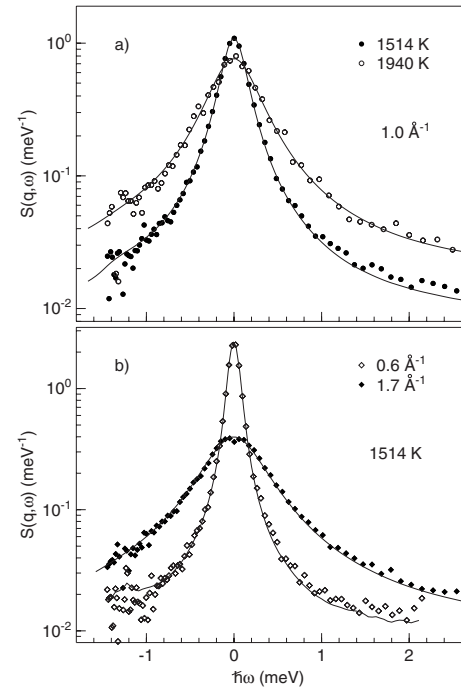 a)
1514 K
1940 K
1.0 Å⁻¹
S(q,ω) (meV⁻¹)
10⁰
10⁻¹
10⁻²
b)
0.6 Å⁻¹
1.7 Å⁻¹
1514 K
S(q,ω) (meV⁻¹)
10⁰
10⁻¹
10⁻²
-1 0 1 2
ħω (meV)